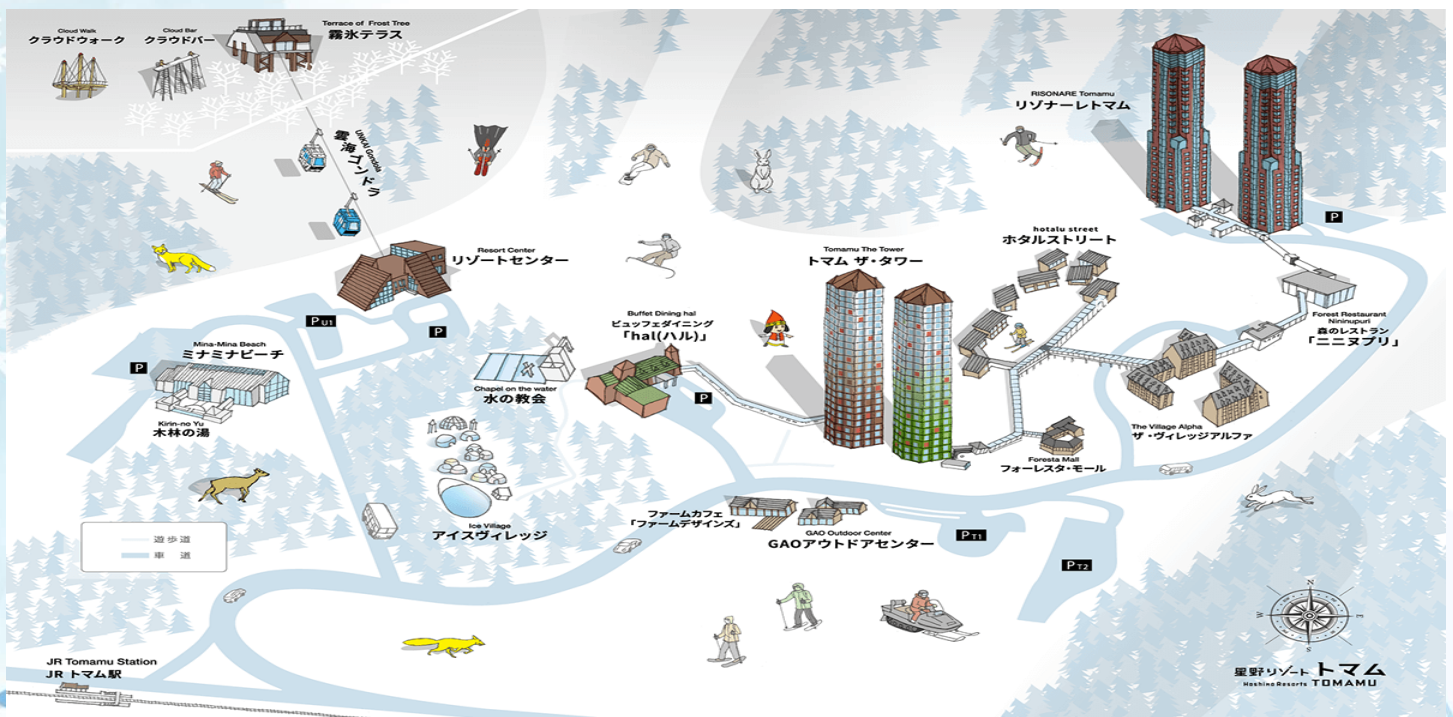 Cloud Walk
クラウドウォーク
Cloud Bar
クラウドバー
Terrace of Frost Tree
霧氷テラス
UNKAI Gondola
雲海ゴンドラ
RISONARE Tomamu
リゾナーレトマム
P
Resort Center
リゾートセンター
hotalu street
ホタルストリート
Tomamu The Tower
トマム ザ・タワー
Forest Restaurant
Nininupuri
森のレストラン
「ニニヌプリ」
Buffet Dining hal
ビュッフェダイニング
「hal(ハル)」
P U1
P
Mina-Mina Beach
ミナミナビーチ
P
Kirin-no Yu
木林の湯
Chapel on the water
水の教会
P
The Village Alpha
ザ・ヴィレッジアルファ
Foresta Mall
フォーレスタ・モール
Ice Village
アイスヴィレッジ
ファームカフェ
「ファームデザインズ」
GAO Outdoor Center
GAOアウトドアセンター
P T1
P T2
遊歩道
車 道
N
W E
S
JR Tomamu Station
JR トマム駅
星野リゾート トマム
Hoshino Resorts TOMAMU